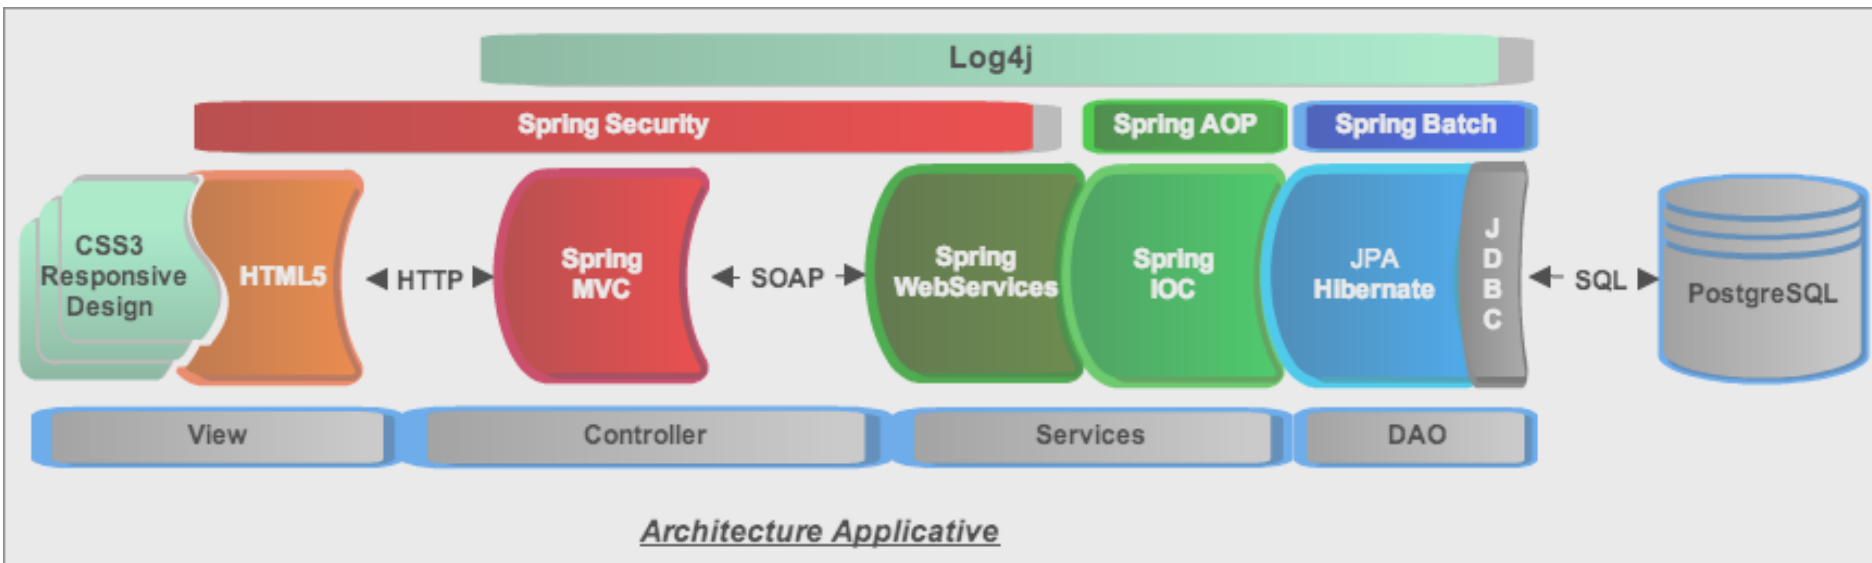 Log4j
Spring Security
Spring AOP
Spring Batch
CSS3
Responsive
Design
HTML5
HTTP
Spring
MVC
SOAP
Spring
WebServices
Spring
IOC
JPA
Hibernate
J
D
B
C
SQL
PostgreSQL
View
Controller
Services
DAO
Architecture Applicative